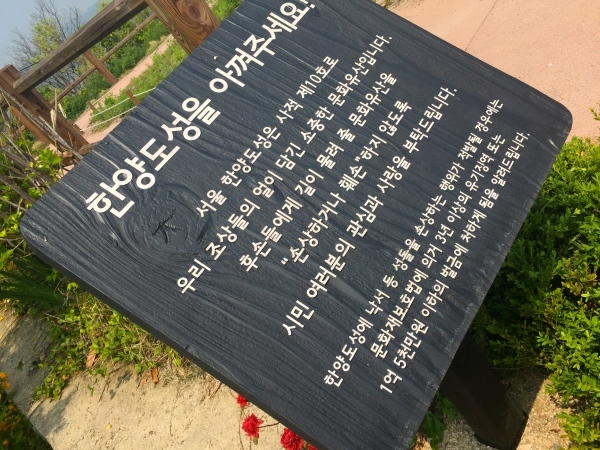 한양도성을 아껴주세요!
서울 한양도성은 사적 제10호로
우리 조상들의 얼이 담긴 소중한 문화유산입니다.
후손들에게 길이 물려 줄 문화유산을
"손상하거나 훼손"하지 않도록
시민 여러분의 관심과 사랑을 부탁드립니다.
한양도성에 낙서 등 성돌을 손상하는 행위가 적발될 경우에는
문화재보호법에 의거 3년 이상의 유기징역 또는
1억 5천만원 이하의 벌금에 처하게 됨을 알려드립니다.